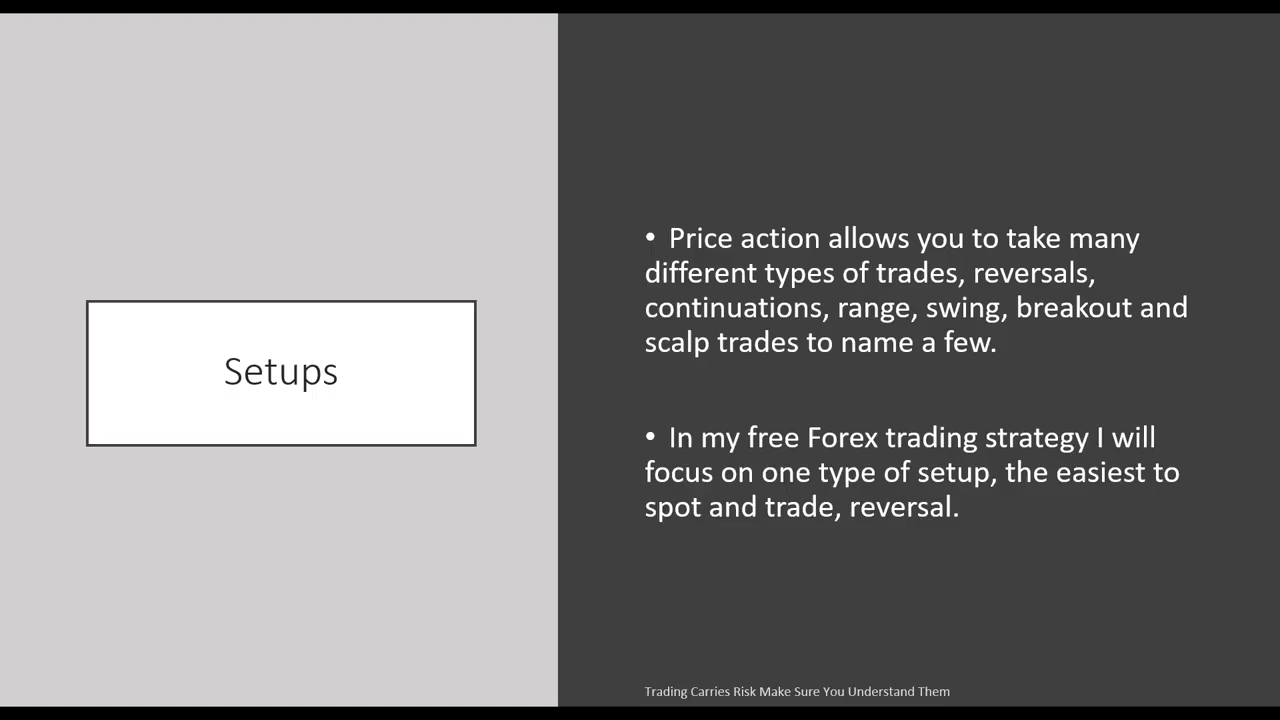 Setups
• Price action allows you to take many
different types of trades, reversals,
continuations, range, swing, breakout and
scalp trades to name a few.
• In my free Forex trading strategy I will
focus on one type of setup, the easiest to
spot and trade, reversal.
Trading Carries Risk Make Sure You Understand Them